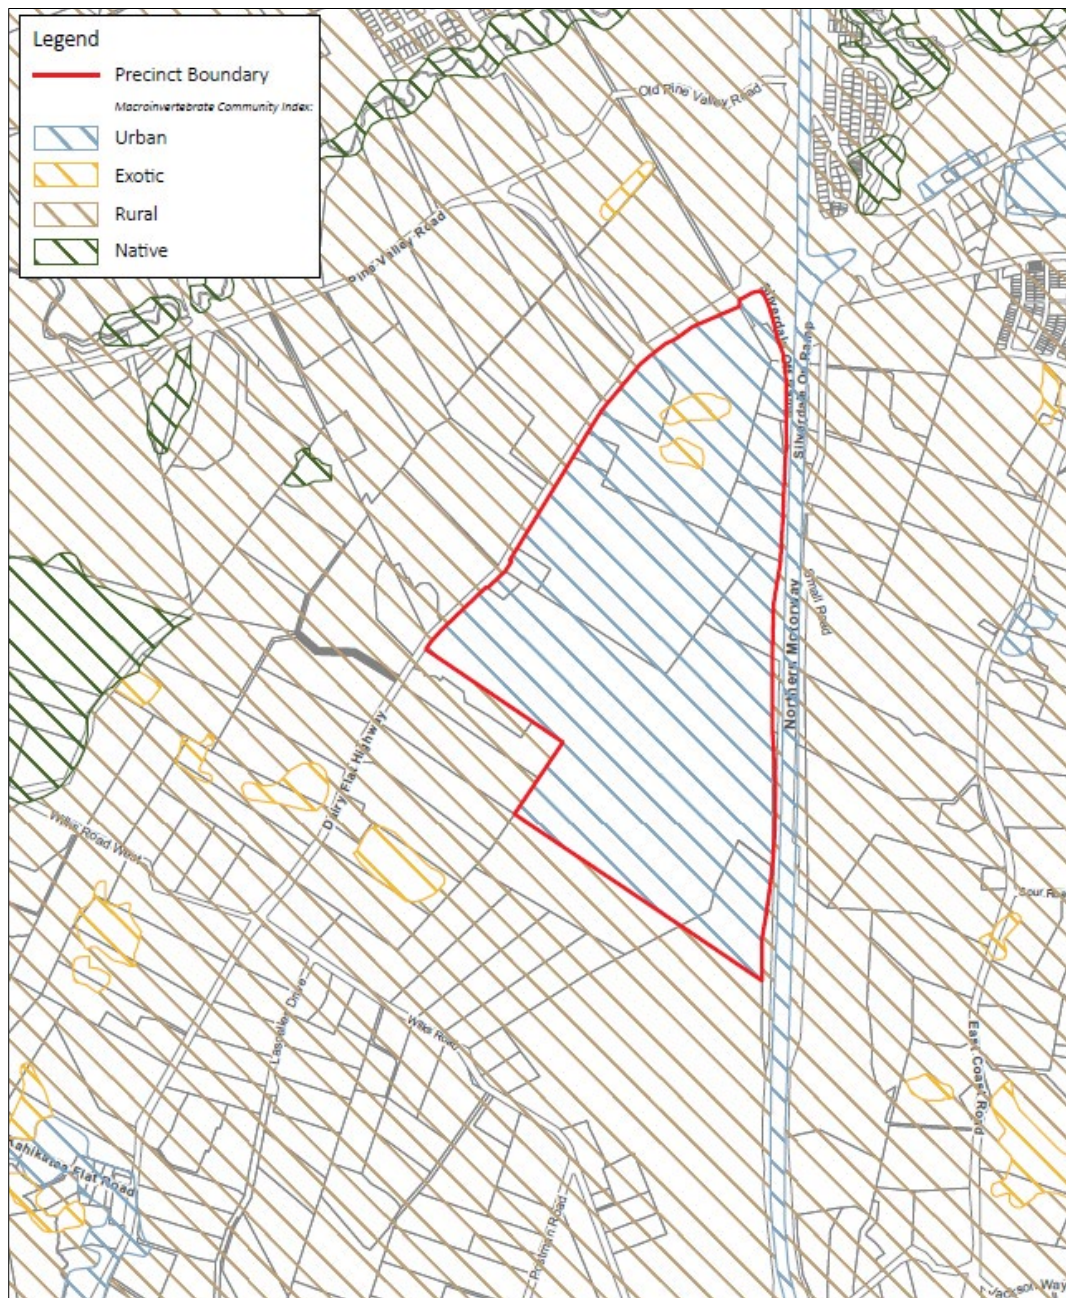 Legend
Precinct Boundary
Macroinvertebrate Community Index:
Urban
Exotic
Rural
Native
Old Pine Valley Road
Pine Valley Road
Silverdale Off
Silverdale On Ramp
Small Road
Northern Motorway
Dairy Flat Highway
Wilks Road West
Lascelles Drive
Wilks Road
East Coast Road
Kahikatea Flat Road
Postman Road
Jackson Way